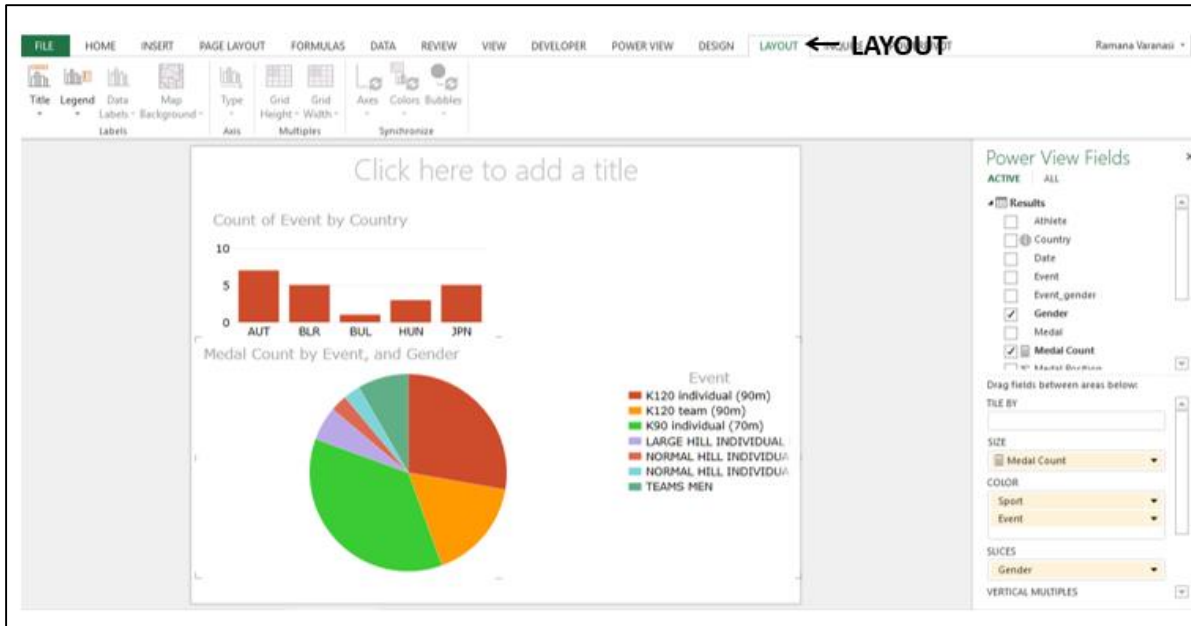 FILE HOME INSERT PAGE LAYOUT FORMULAS DATA REVIEW VIEW DEVELOPER POWER VIEW DESIGN LAYOUT LAYOUT Ramana Varanasi
Title Legend Data Labels Map Background Type Grid Height Grid Width Axes Colors Bubbles
Labels Axis Multiples Synchronize
Click here to add a title
Count of Event by Country
10
5
0
AUT BLR BUL HUN JPN
Medal Count by Event, and Gender
Event
K120 individual (90m)
K120 team (90m)
K90 individual (70m)
LARGE HILL INDIVIDUAL
NORMAL HILL INDIVIDUA
NORMAL HILL INDIVIDUA
TEAMS MEN
Power View Fields
ACTIVE ALL
Results
Athlete
Country
Date
Event
Event_gender
Gender
Medal
Medal Count
Drag fields between areas below:
TILE BY
SIZE
Medal Count
COLOR
Sport
Event
SLICES
Gender
VERTICAL MULTIPLES